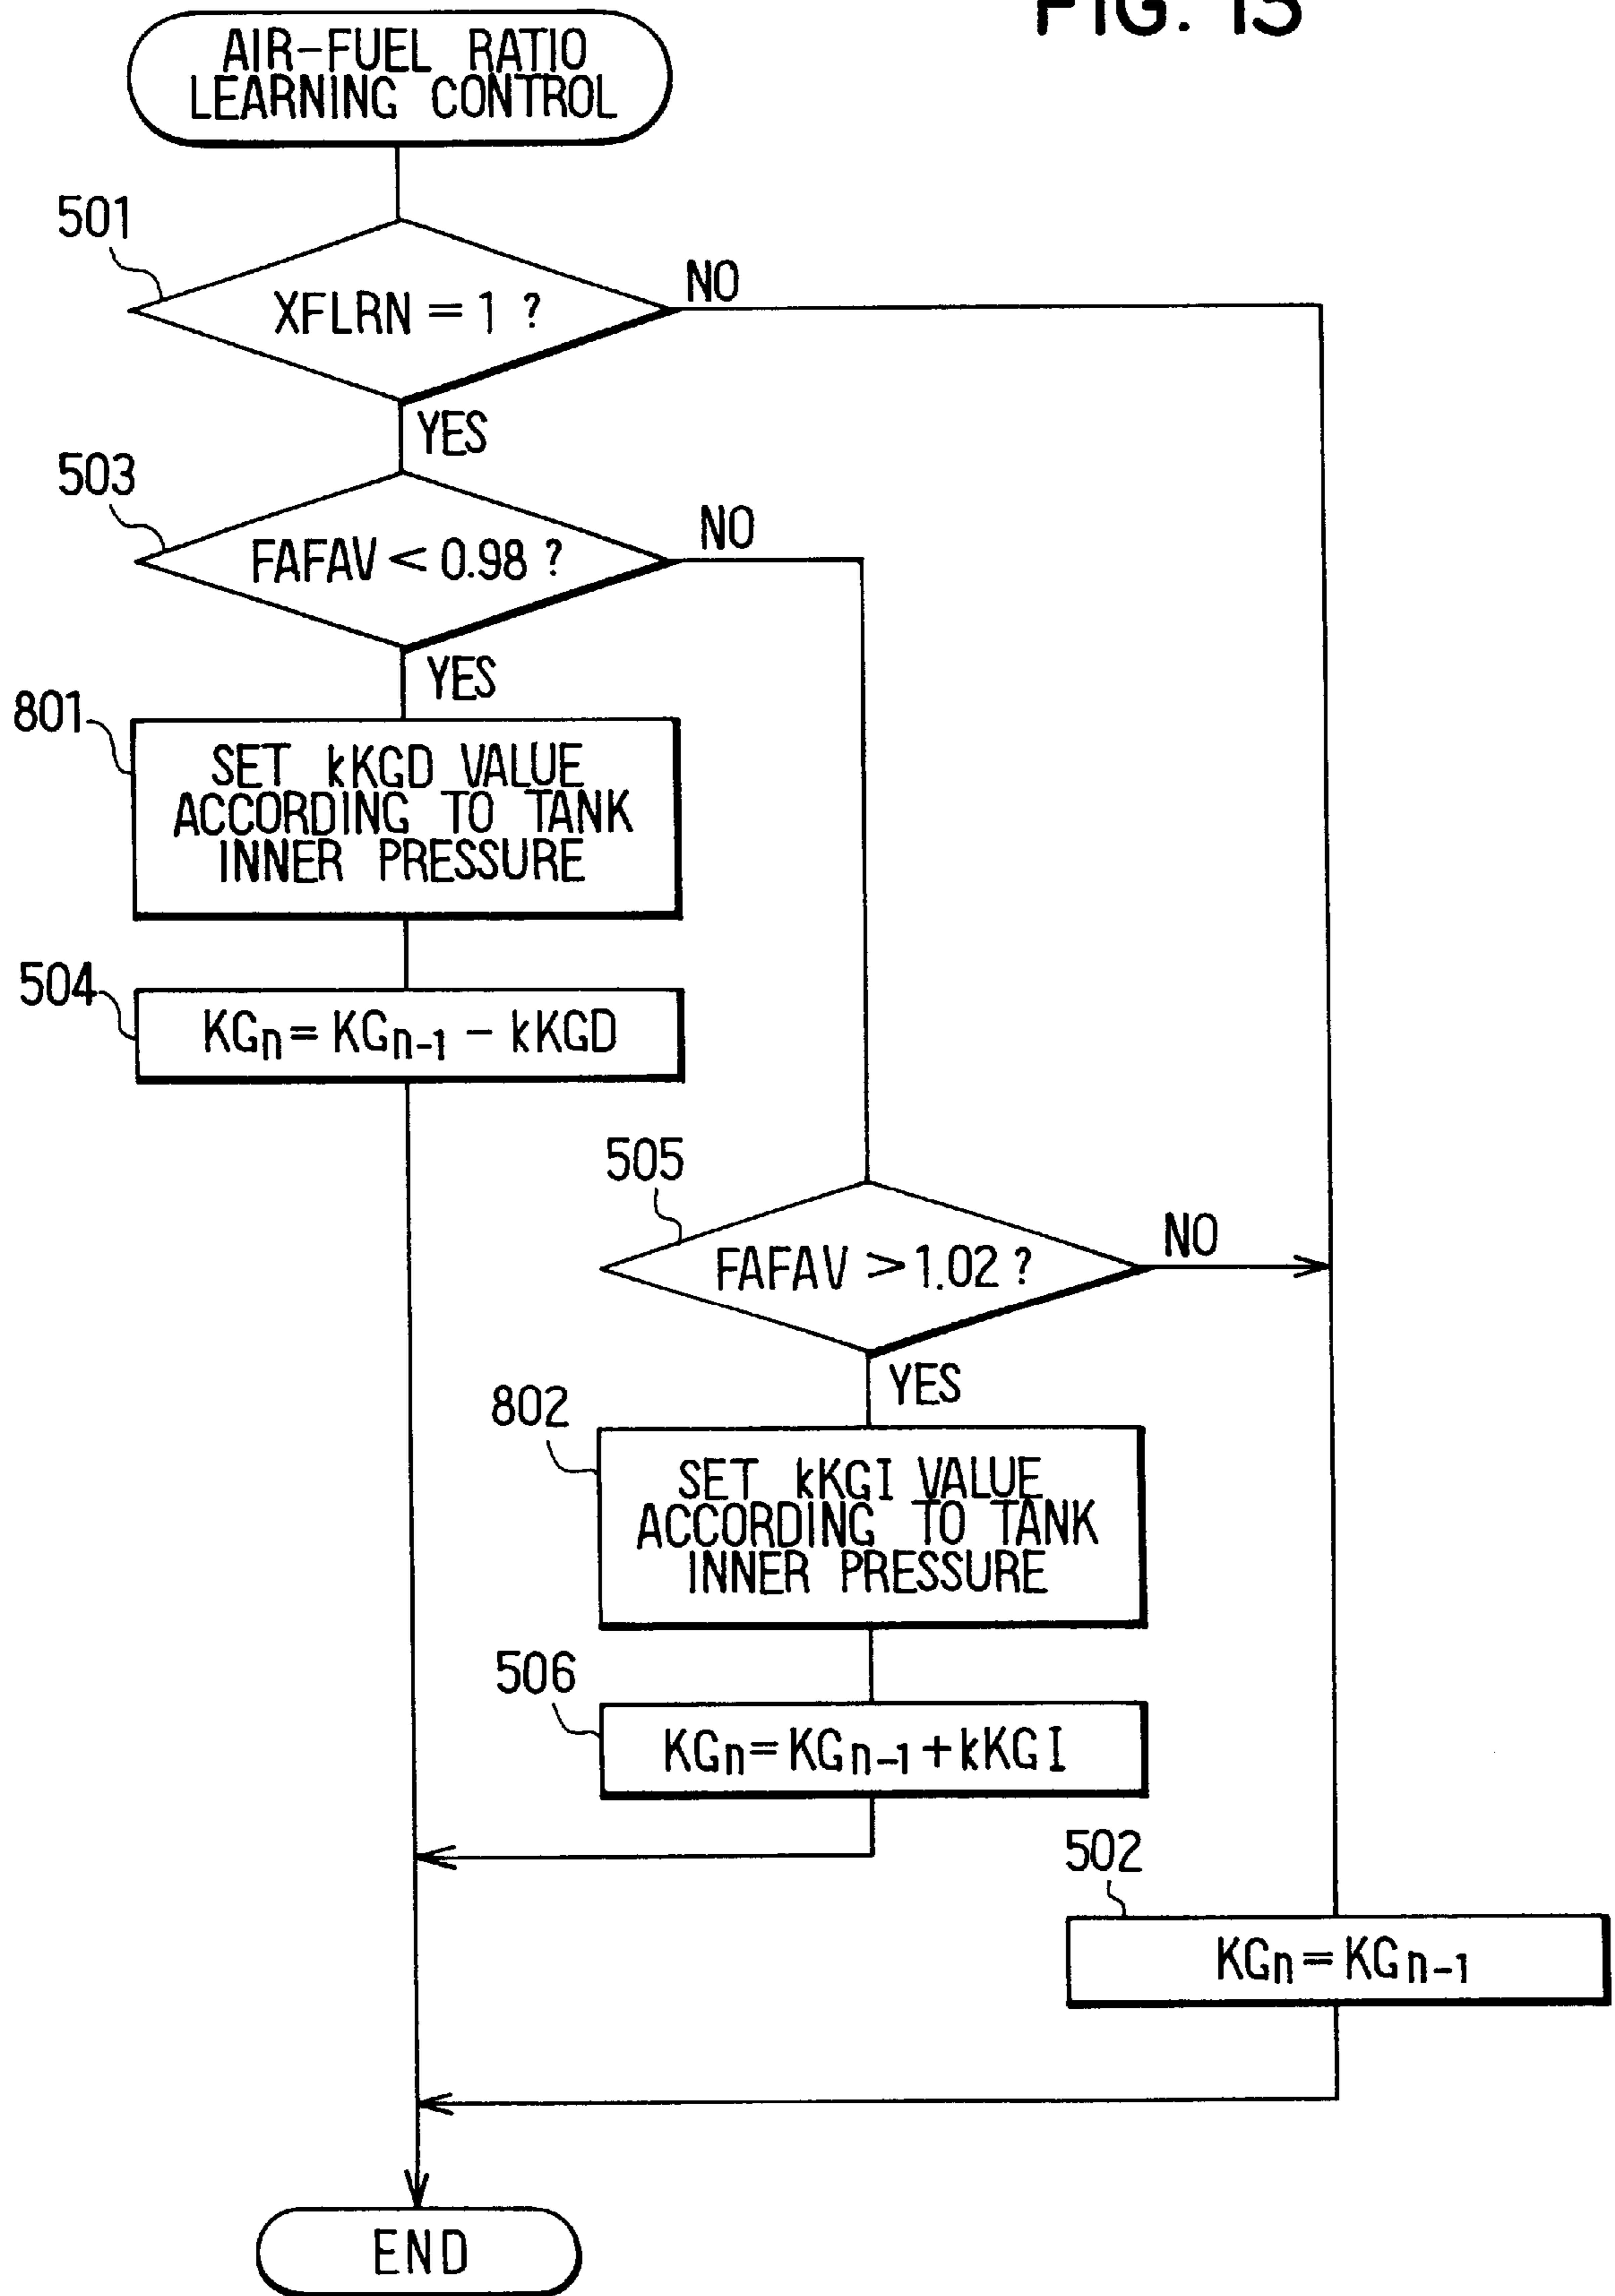 FIG. 13
AIR-FUEL RATIO
LEARNING CONTROL
501
XFLRN = 1 ?
NO
YES
503
FAFAV < 0.98 ?
NO
YES
801
SET kKGD VALUE
ACCORDING TO TANK
INNER PRESSURE
504
KGn = KGn-1 - kKGD
505
FAFAV > 1.02 ?
NO
YES
802
SET kKGI VALUE
ACCORDING TO TANK
INNER PRESSURE
506
KGn = KGn-1 + kKGI
502
KGn = KGn-1
END